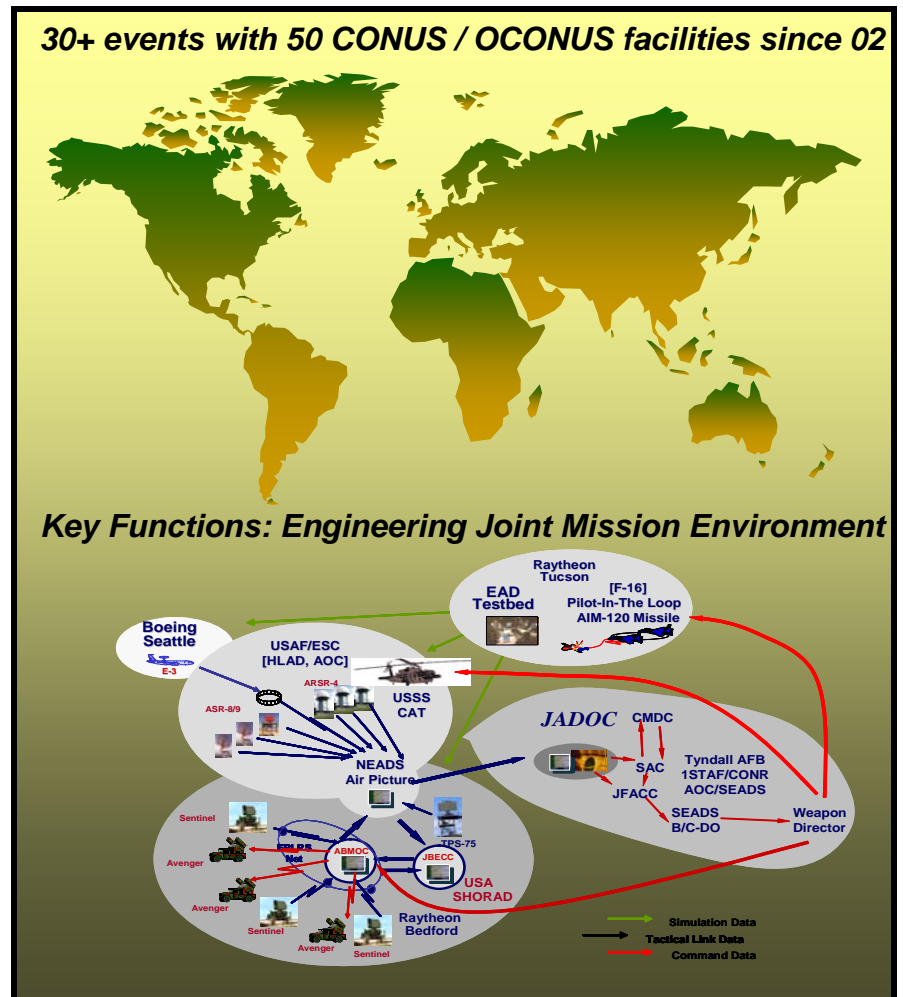 30+ events with 50 CONUS / OCONUS facilities since 02
Key Functions: Engineering Joint Mission Environment
Raytheon
Tucson
EAD
Testbed
[F-16]
Pilot-In-The Loop
AIM-120 Missile
Boeing
Seattle
E-3
USAF/ESC
[HLAD, AOC]
ARSR-4
ASR-8/9
USSS
CAT
NEADS
Air Picture
JADOC
CMDC
SAC
JFACC
Tyndall AFB
1STAF/CONR
AOC/SEADS
SEADS
B/C-DO
Weapon
Director
Sentinel
TPS-75
Net
ABMOC
JBECC
Avenger
USA
SHORAD
Avenger
Sentinel
Raytheon
Bedford
Avenger
Sentinel
Simulation Data
Tactical Link Data
Command Data